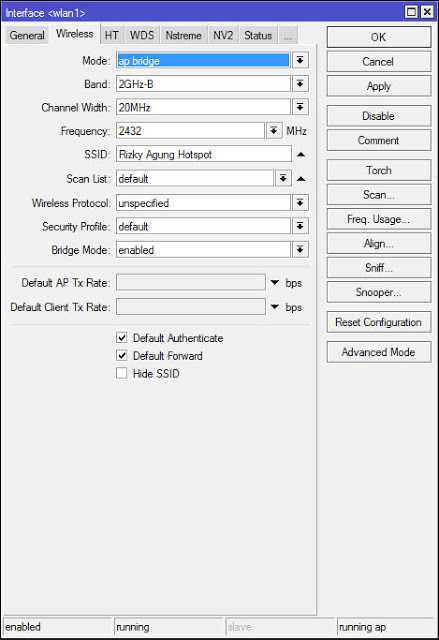 Interface <wlan1>
General Wireless HT WDS Nstreme NV2 Status ...
Mode: ap bridge
Band: 2GHz-B
Channel Width: 20MHz
Frequency: 2432 MHz
SSID: Rizky Agung Hotspot
Scan List: default
Wireless Protocol: unspecified
Security Profile: default
Bridge Mode: enabled
Default AP Tx Rate: bps
Default Client Tx Rate: bps
Default Authenticate
Default Forward
Hide SSID
OK
Cancel
Apply
Disable
Comment
Torch
Scan...
Freq. Usage...
Align...
Sniff...
Snooper...
Reset Configuration
Advanced Mode
enabled running slave running ap